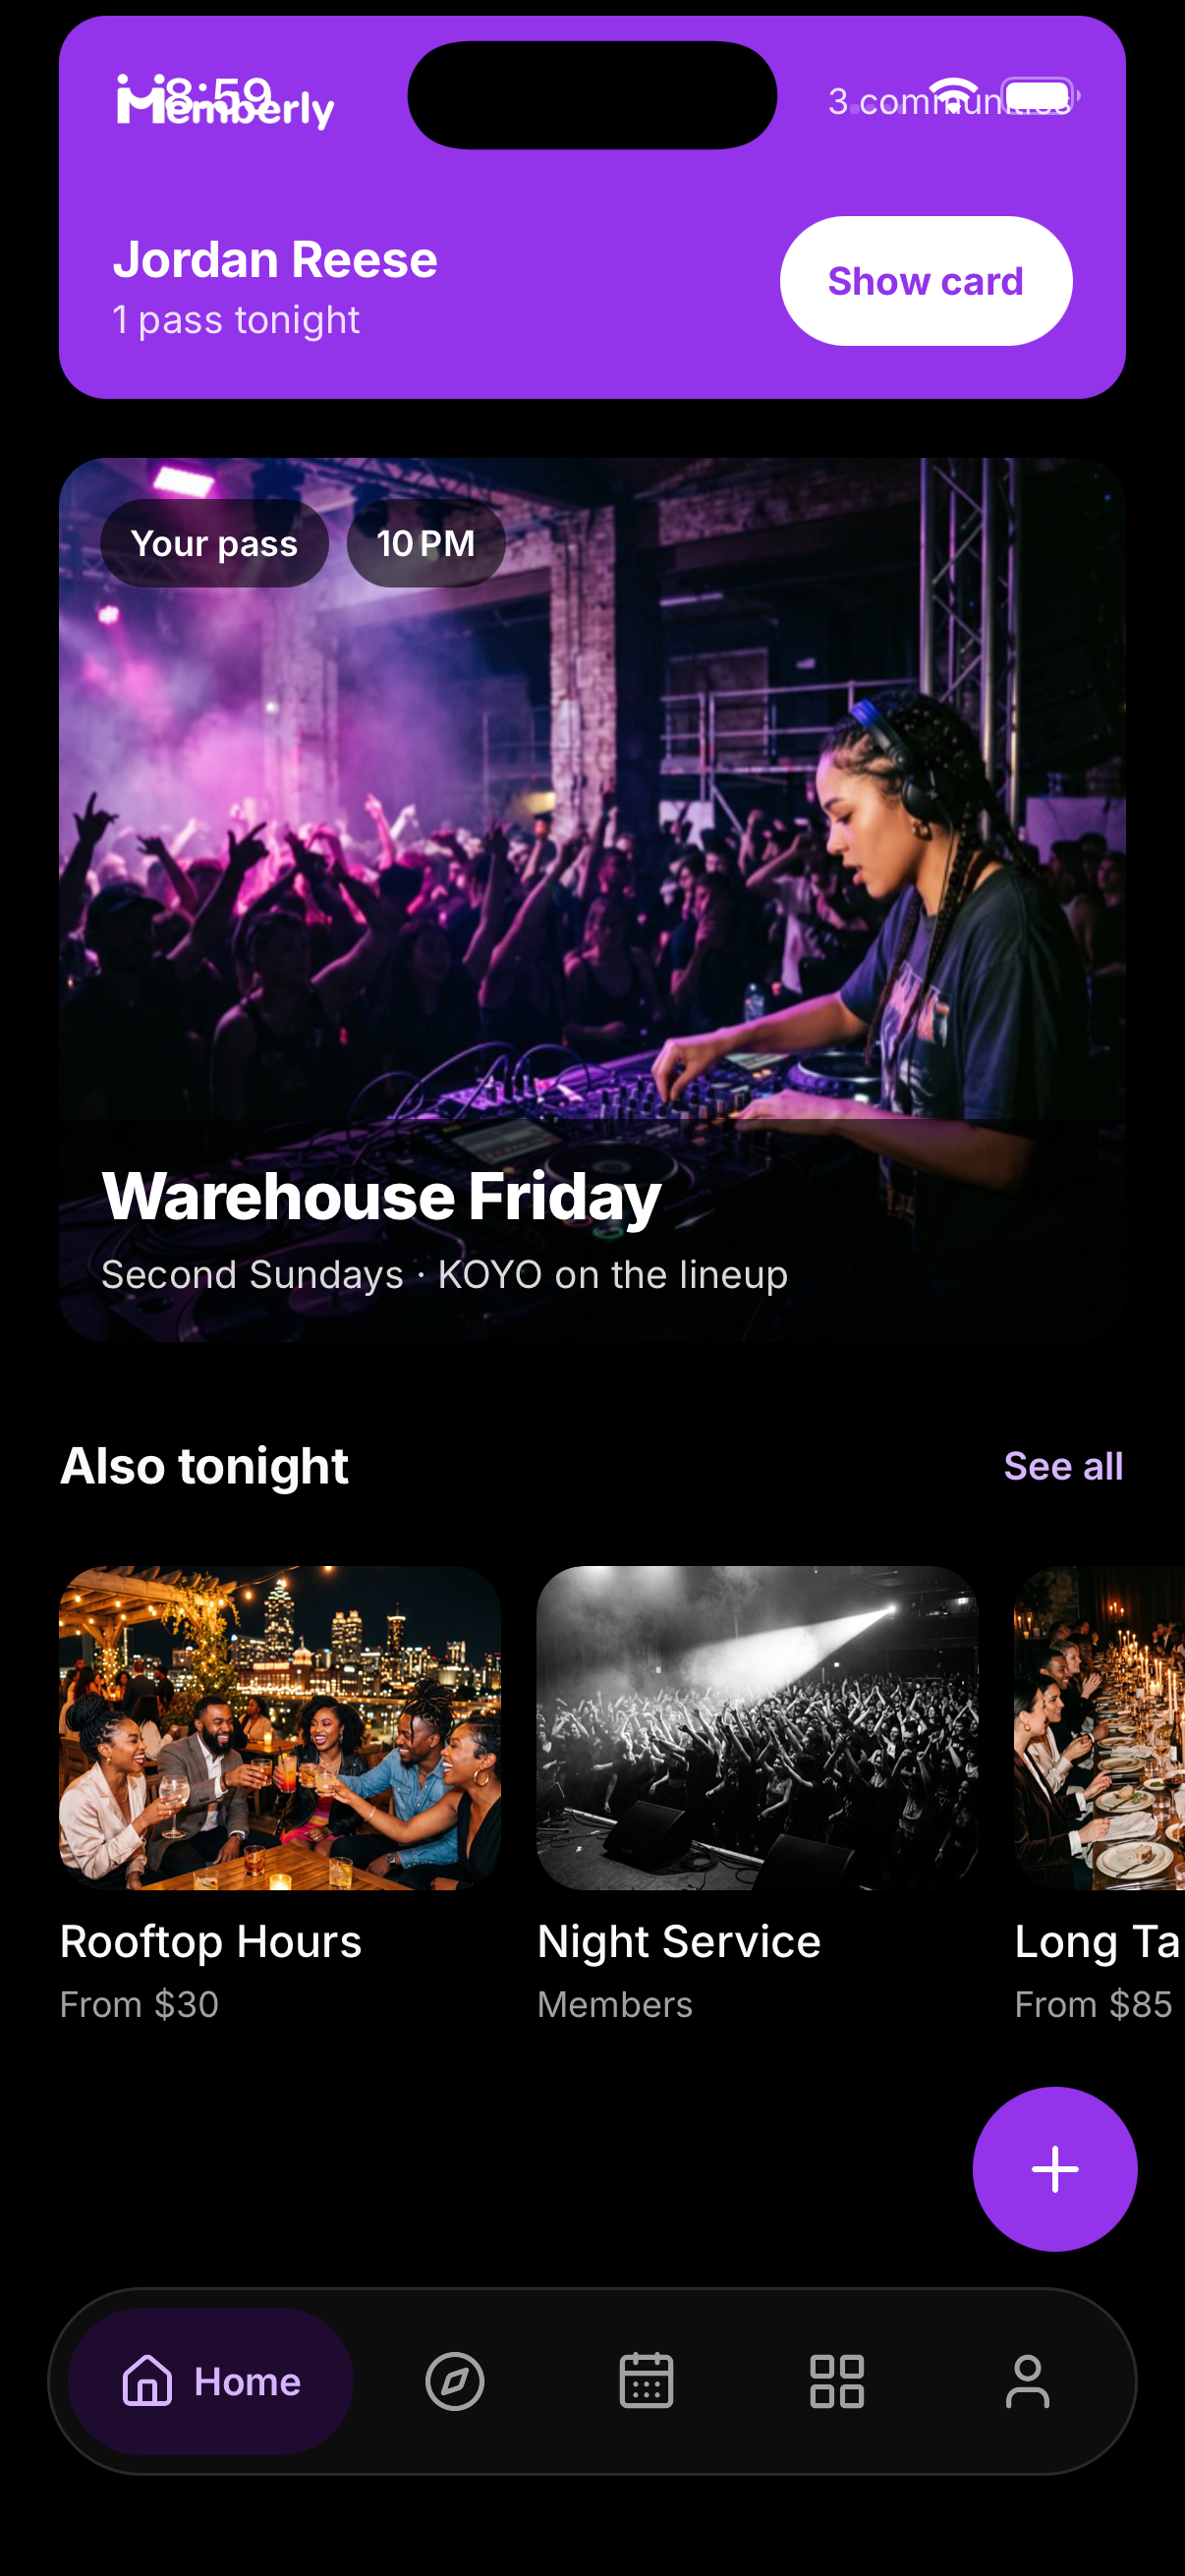 8:59
Memberly
3 communities
Jordan Reese
1 pass tonight
Show card
Your pass
10 PM
Warehouse Friday
Second Sundays · KOYO on the lineup
Also tonight
See all
Rooftop Hours
From $30
Night Service
Members
Long Ta
From $85
Home